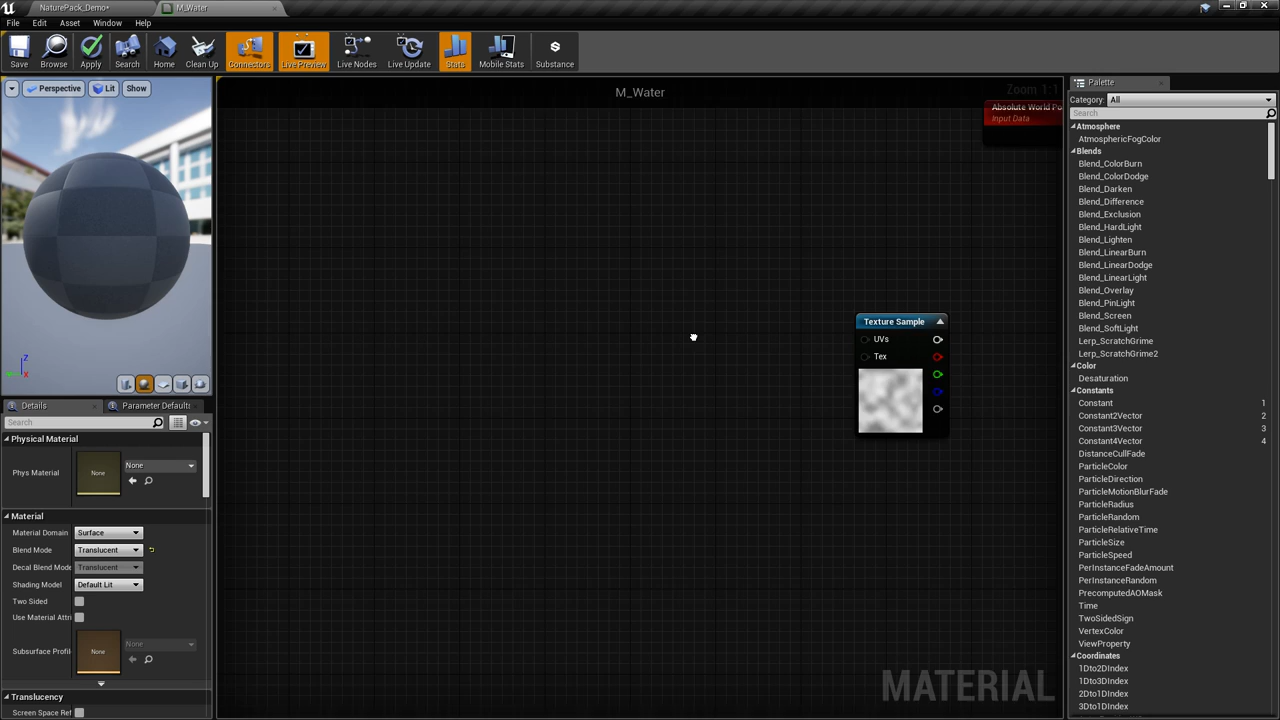 NaturePack_Demo*
M_Water
File Edit Asset Window Help
Save Browse Apply Search Home Clean Up Connectors Live Preview Live Nodes Live Update Stats Mobile Stats Substance
Perspective Lit Show
M_Water
Zoom 1:1
Absolute World Po
Input Data
Texture Sample
UVs
Tex
MATERIAL
Z
X
Details Parameter Defaults
Search
Physical Material
Phys Material None None
Material
Material Domain Surface
Blend Mode Translucent
Decal Blend Mode Translucent
Shading Model Default Lit
Two Sided
Use Material Attri
Subsurface Profil None None
Translucency
Screen Space Ref
Palette
Category: All
Search
Atmosphere
AtmosphericFogColor
Blends
Blend_ColorBurn
Blend_ColorDodge
Blend_Darken
Blend_Difference
Blend_Exclusion
Blend_HardLight
Blend_Lighten
Blend_LinearBurn
Blend_LinearDodge
Blend_LinearLight
Blend_Overlay
Blend_PinLight
Blend_Screen
Blend_SoftLight
Lerp_ScratchGrime
Lerp_ScratchGrime2
Color
Desaturation
Constants
Constant 1
Constant2Vector 2
Constant3Vector 3
Constant4Vector 4
DistanceCullFade
ParticleColor
ParticleDirection
ParticleMotionBlurFade
ParticleRadius
ParticleRandom
ParticleRelativeTime
ParticleSize
ParticleSpeed
PerInstanceFadeAmount
PerInstanceRandom
PrecomputedAOMask
Time
TwoSidedSign
VertexColor
ViewProperty
Coordinates
1Dto2DIndex
1Dto3DIndex
2Dto1DIndex
3Dto1DIndex